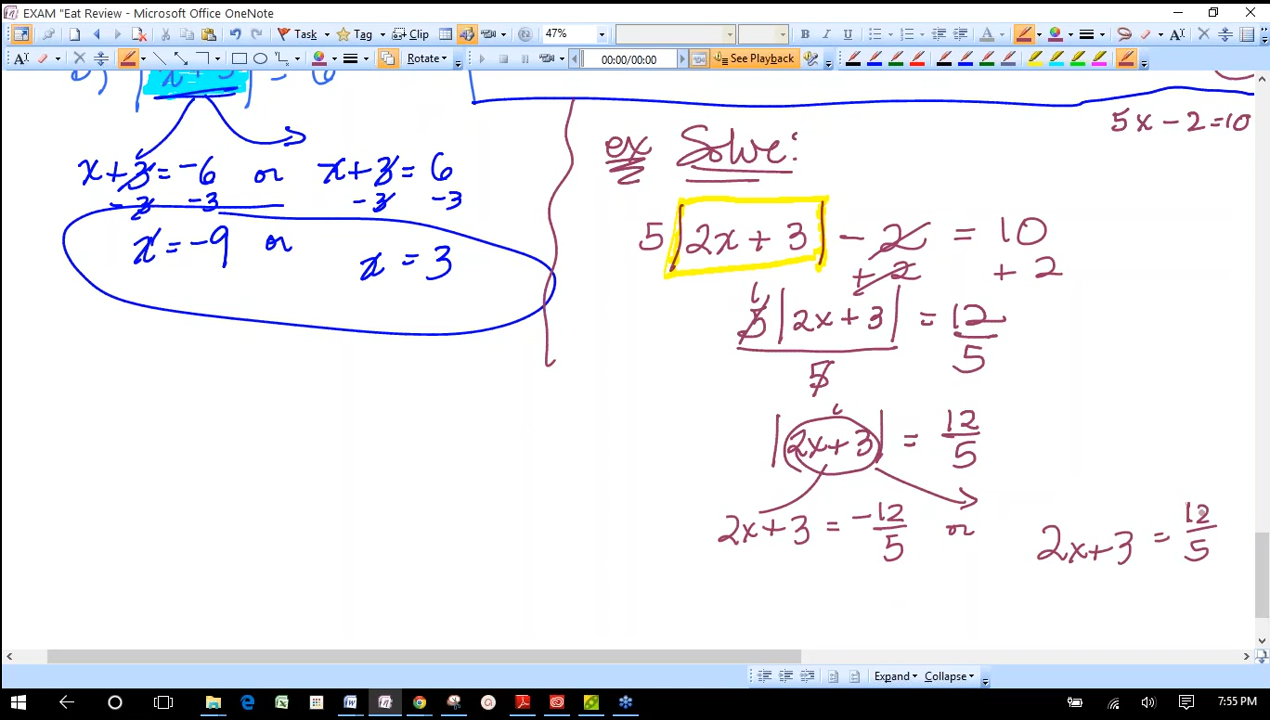 EXAM "Eat Review - Microsoft Office OneNote
Task Tag Clip 47% B I U A
Rotate 00:00/00:00 See Playback
|x+3| = 6
x+3=-6 or x+3=6
-3 -3 -3 -3
x=-9 or x=3
5x-2=10
ex Solve:
5|2x+3| -2 = 10
+2 +2
5|2x+3| = 12
5 5
|2x+3| = 12/5
2x+3 = -12/5 or 2x+3 = 12/5
Expand Collapse
7:55 PM